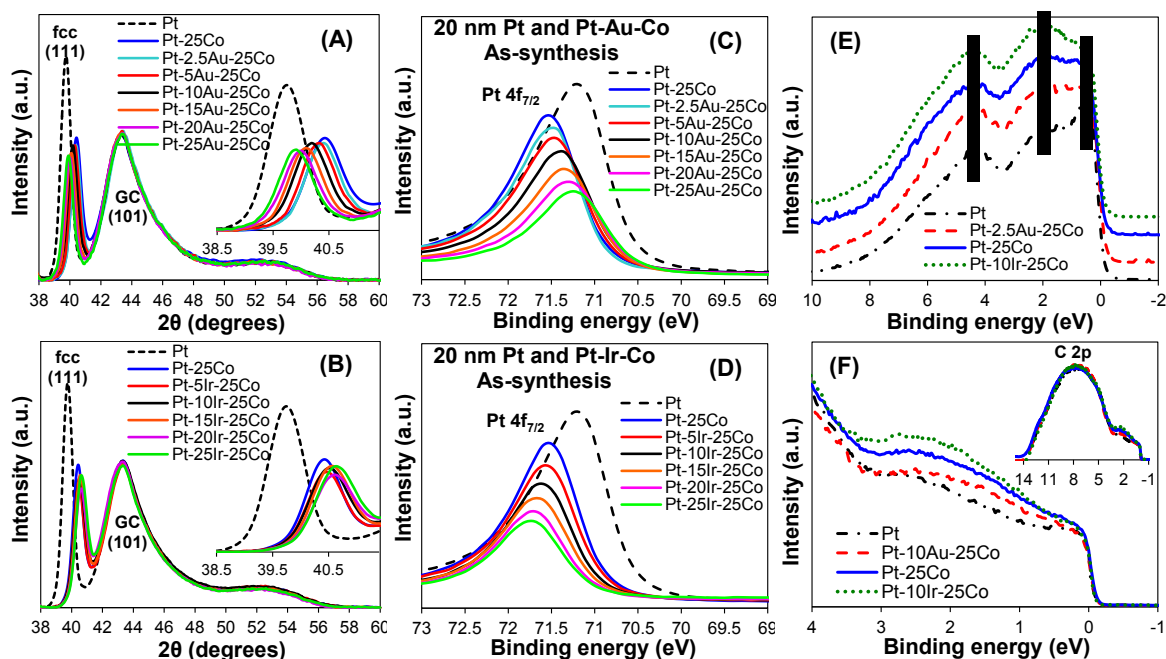 (A)
fcc
(111)
Pt
Pt-25Co
Pt-2.5Au-25Co
Pt-5Au-25Co
Pt-10Au-25Co
Pt-15Au-25Co
Pt-20Au-25Co
Pt-25Au-25Co
GC
(101)
38.5 39.5 40.5
Intensity (a.u.)
38 40 42 44 46 48 50 52 54 56 58 60
2θ (degrees)
20 nm Pt and Pt-Au-Co
As-synthesis
(C)
Pt 4f7/2
Pt
Pt-25Co
Pt-2.5Au-25Co
Pt-5Au-25Co
Pt-10Au-25Co
Pt-15Au-25Co
Pt-20Au-25Co
Pt-25Au-25Co
Intensity (a.u.)
73 72.5 72 71.5 71 70.5 70 69.5 69
Binding energy (eV)
(E)
Pt
Pt-2.5Au-25Co
Pt-25Co
Pt-10Ir-25Co
Intensity (a.u.)
10 8 6 4 2 0 -2
Binding energy (eV)
(B)
fcc
(111)
Pt
Pt-25Co
Pt-5Ir-25Co
Pt-10Ir-25Co
Pt-15Ir-25Co
Pt-20Ir-25Co
Pt-25Ir-25Co
GC
(101)
38.5 39.5 40.5
Intensity (a.u.)
38 40 42 44 46 48 50 52 54 56 58 60
2θ (degrees)
20 nm Pt and Pt-Ir-Co
As-synthesis
(D)
Pt 4f7/2
Pt
Pt-25Co
Pt-5Ir-25Co
Pt-10Ir-25Co
Pt-15Ir-25Co
Pt-20Ir-25Co
Pt-25Ir-25Co
Intensity (a.u.)
73 72.5 72 71.5 71 70.5 70 69.5 69
Binding energy (eV)
(F)
C 2p
14 11 8 5 2 -1
Pt
Pt-10Au-25Co
Pt-25Co
Pt-10Ir-25Co
Intensity (a.u.)
4 3 2 1 0 -1
Binding energy (eV)